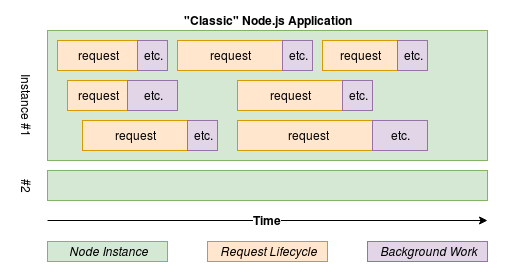 "Classic" Node.js Application
request etc. request etc. request etc.
request etc. request etc.
request etc. request etc.
Instance #1
#2
Time
Node Instance Request Lifecycle Background Work